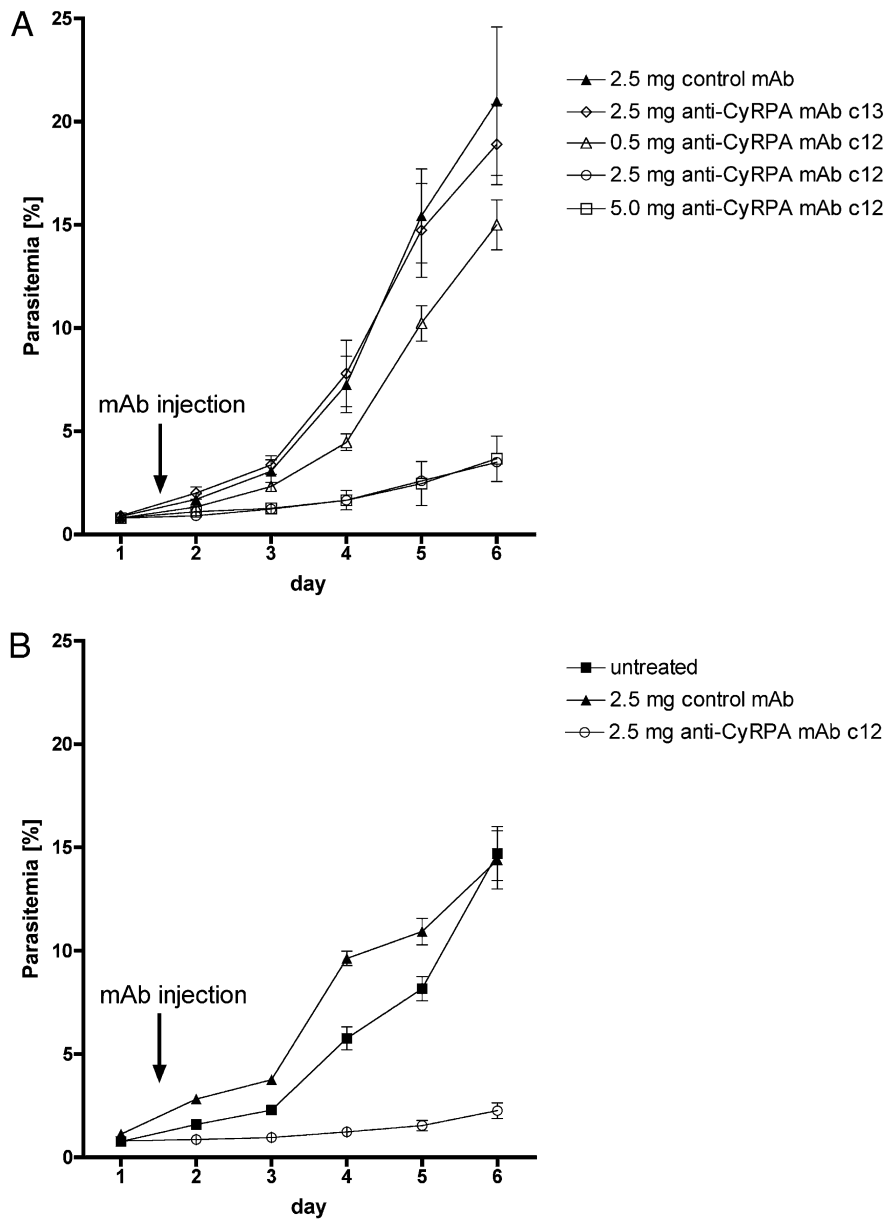 A
25
20
15
10
5
0
Parasitemia [%]
mAb injection
1 2 3 4 5 6
day
2.5 mg control mAb
2.5 mg anti-CyRPA mAb c13
0.5 mg anti-CyRPA mAb c12
2.5 mg anti-CyRPA mAb c12
5.0 mg anti-CyRPA mAb c12
B
25
20
15
10
5
0
Parasitemia [%]
mAb injection
1 2 3 4 5 6
day
untreated
2.5 mg control mAb
2.5 mg anti-CyRPA mAb c12